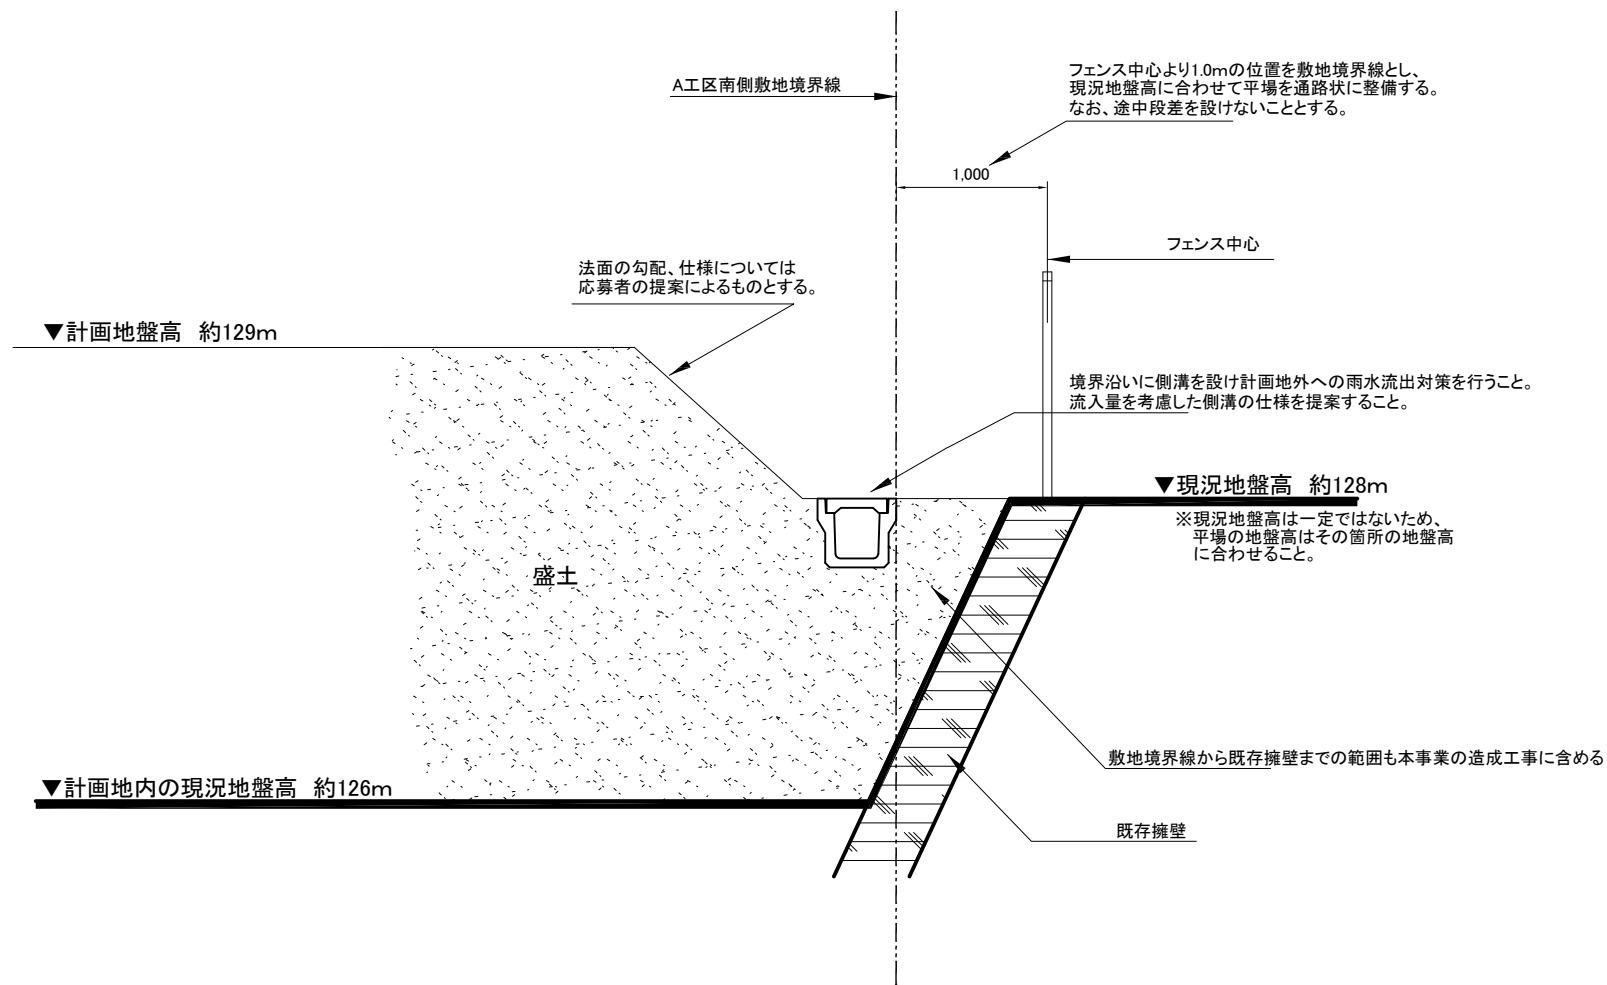 A工区南側敷地境界線
フェンス中心より1.0mの位置を敷地境界線とし、
現況地盤高に合わせて平場を通路状に整備する。
なお、途中段差を設けないこととする。
1,000
フェンス中心
法面の勾配、仕様については
応募者の提案によるものとする。
▼計画地盤高 約129m
境界沿いに側溝を設け計画地外への雨水流出対策を行うこと。
流入量を考慮した側溝の仕様を提案すること。
▼現況地盤高 約128m
※現況地盤高は一定ではないため、
平場の地盤高はその箇所の地盤高
に合わせること。
盛土
敷地境界線から既存擁壁までの範囲も本事業の造成工事に含める
▼計画地内の現況地盤高 約126m
既存擁壁